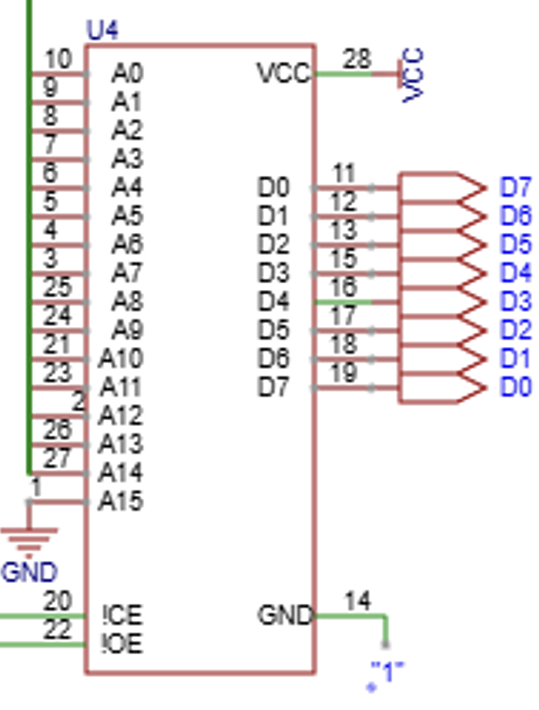 U4
10 A0 VCC 28 VCC
9 A1
8 A2
7 A3
6 A4 D0 11 D7
5 A5 D1 12 D6
4 A6 D2 13 D5
3 A7 D3 15 D4
25 A8 D4 16 D3
24 A9 D5 17 D2
21 A10 D6 18 D1
23 A11 D7 19 D0
2 A12
26 A13
27 A14
1 A15
GND
20 !CE GND 14
22 !OE
"1"